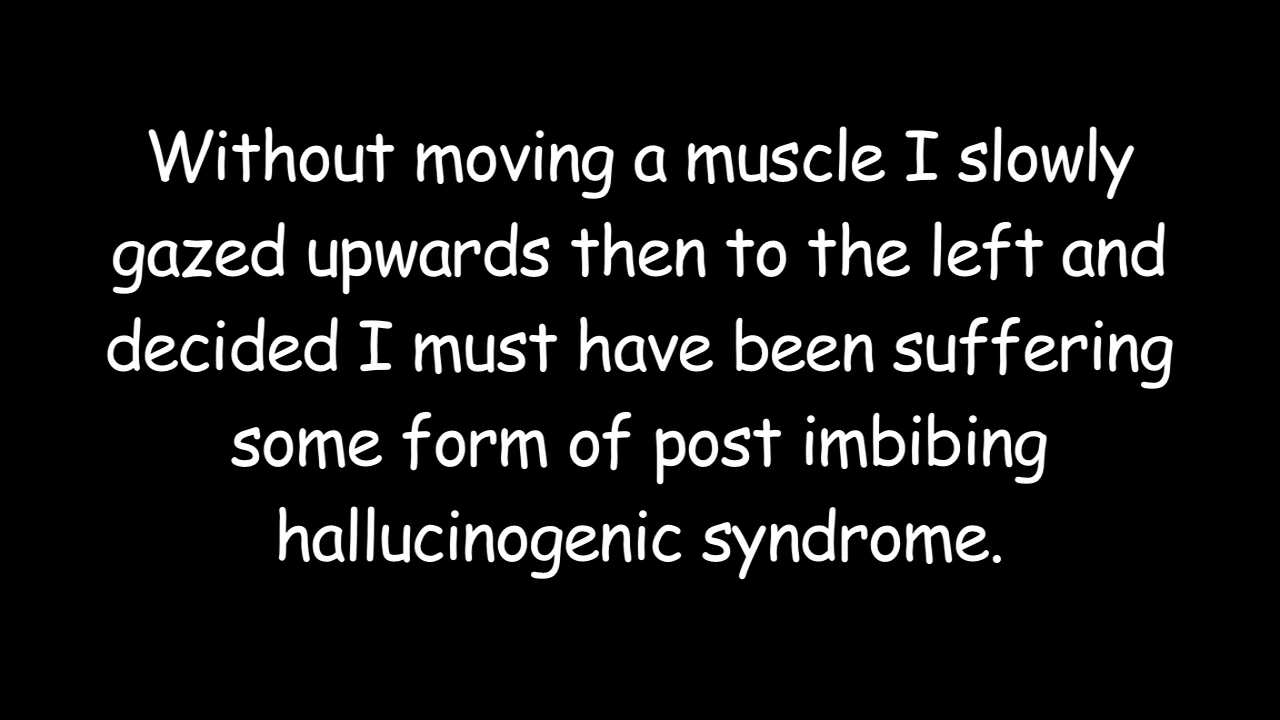 Without moving a muscle I slowly
gazed upwards then to the left and
decided I must have been suffering
some form of post imbibing
hallucinogenic syndrome.